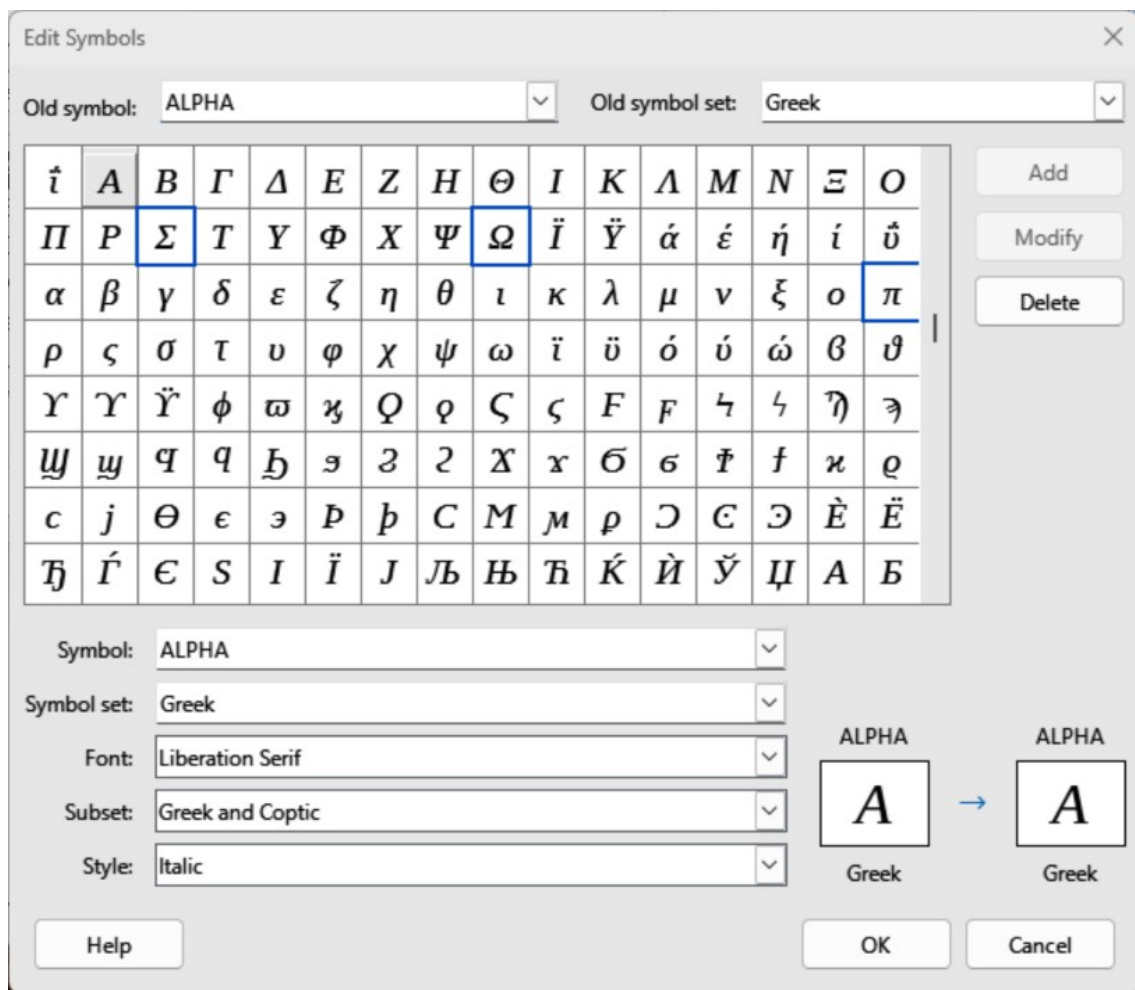 Edit Symbols
Old symbol: ALPHA Old symbol set: Greek
ΐ Α Β Γ Δ Ε Ζ Η Θ Ι Κ Λ Μ Ν Ξ Ο
Π Ρ Σ Τ Υ Φ Χ Ψ Ω Ϊ Ϋ ά έ ή ί ΰ
α β γ δ ε ζ η θ ι κ λ μ ν ξ ο π
ρ ς σ τ υ φ χ ψ ω ϊ ϋ ό ύ ώ ϐ ϑ
ϒ ϓ ϔ ϕ ϖ ϗ Ϙ ϙ Ϛ ϛ Ϝ ϝ Ϟ ϟ Ϡ ϡ
Ϣ ϣ Ϥ ϥ Ϧ ϧ Ϩ ϩ Ϫ ϫ Ϭ ϭ Ϯ ϯ ϰ ϱ
ϲ ϳ ϴ ϵ ϶ Ϸ ϸ Ϲ Ϻ ϻ ϼ Ͻ Ͼ Ͽ Ѐ Ё
Ђ Ѓ Є Ѕ І Ї Ј Љ Њ Ћ Ќ Ѝ Ў Џ А Б
Add
Modify
Delete
Symbol: ALPHA
Symbol set: Greek
Font: Liberation Serif
Subset: Greek and Coptic
Style: Italic
ALPHA ALPHA
A → A
Greek Greek
Help OK Cancel